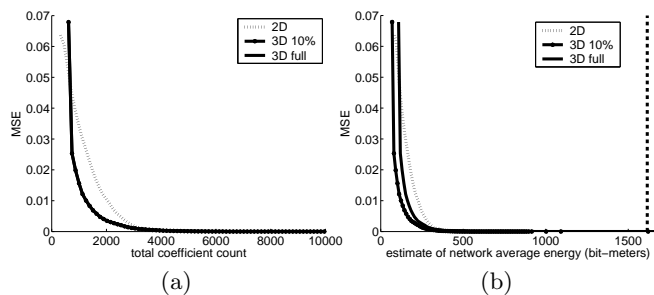 0.07
0.06
0.05
0.04
0.03
0.02
0.01
0
MSE
0 2000 4000 6000 8000 10000
total coefficient count
2D
3D 10%
3D full
(a)
0.07
0.06
0.05
0.04
0.03
0.02
0.01
0
MSE
0 500 1000 1500
estimate of network average energy (bit−meters)
2D
3D 10%
3D full
(b)